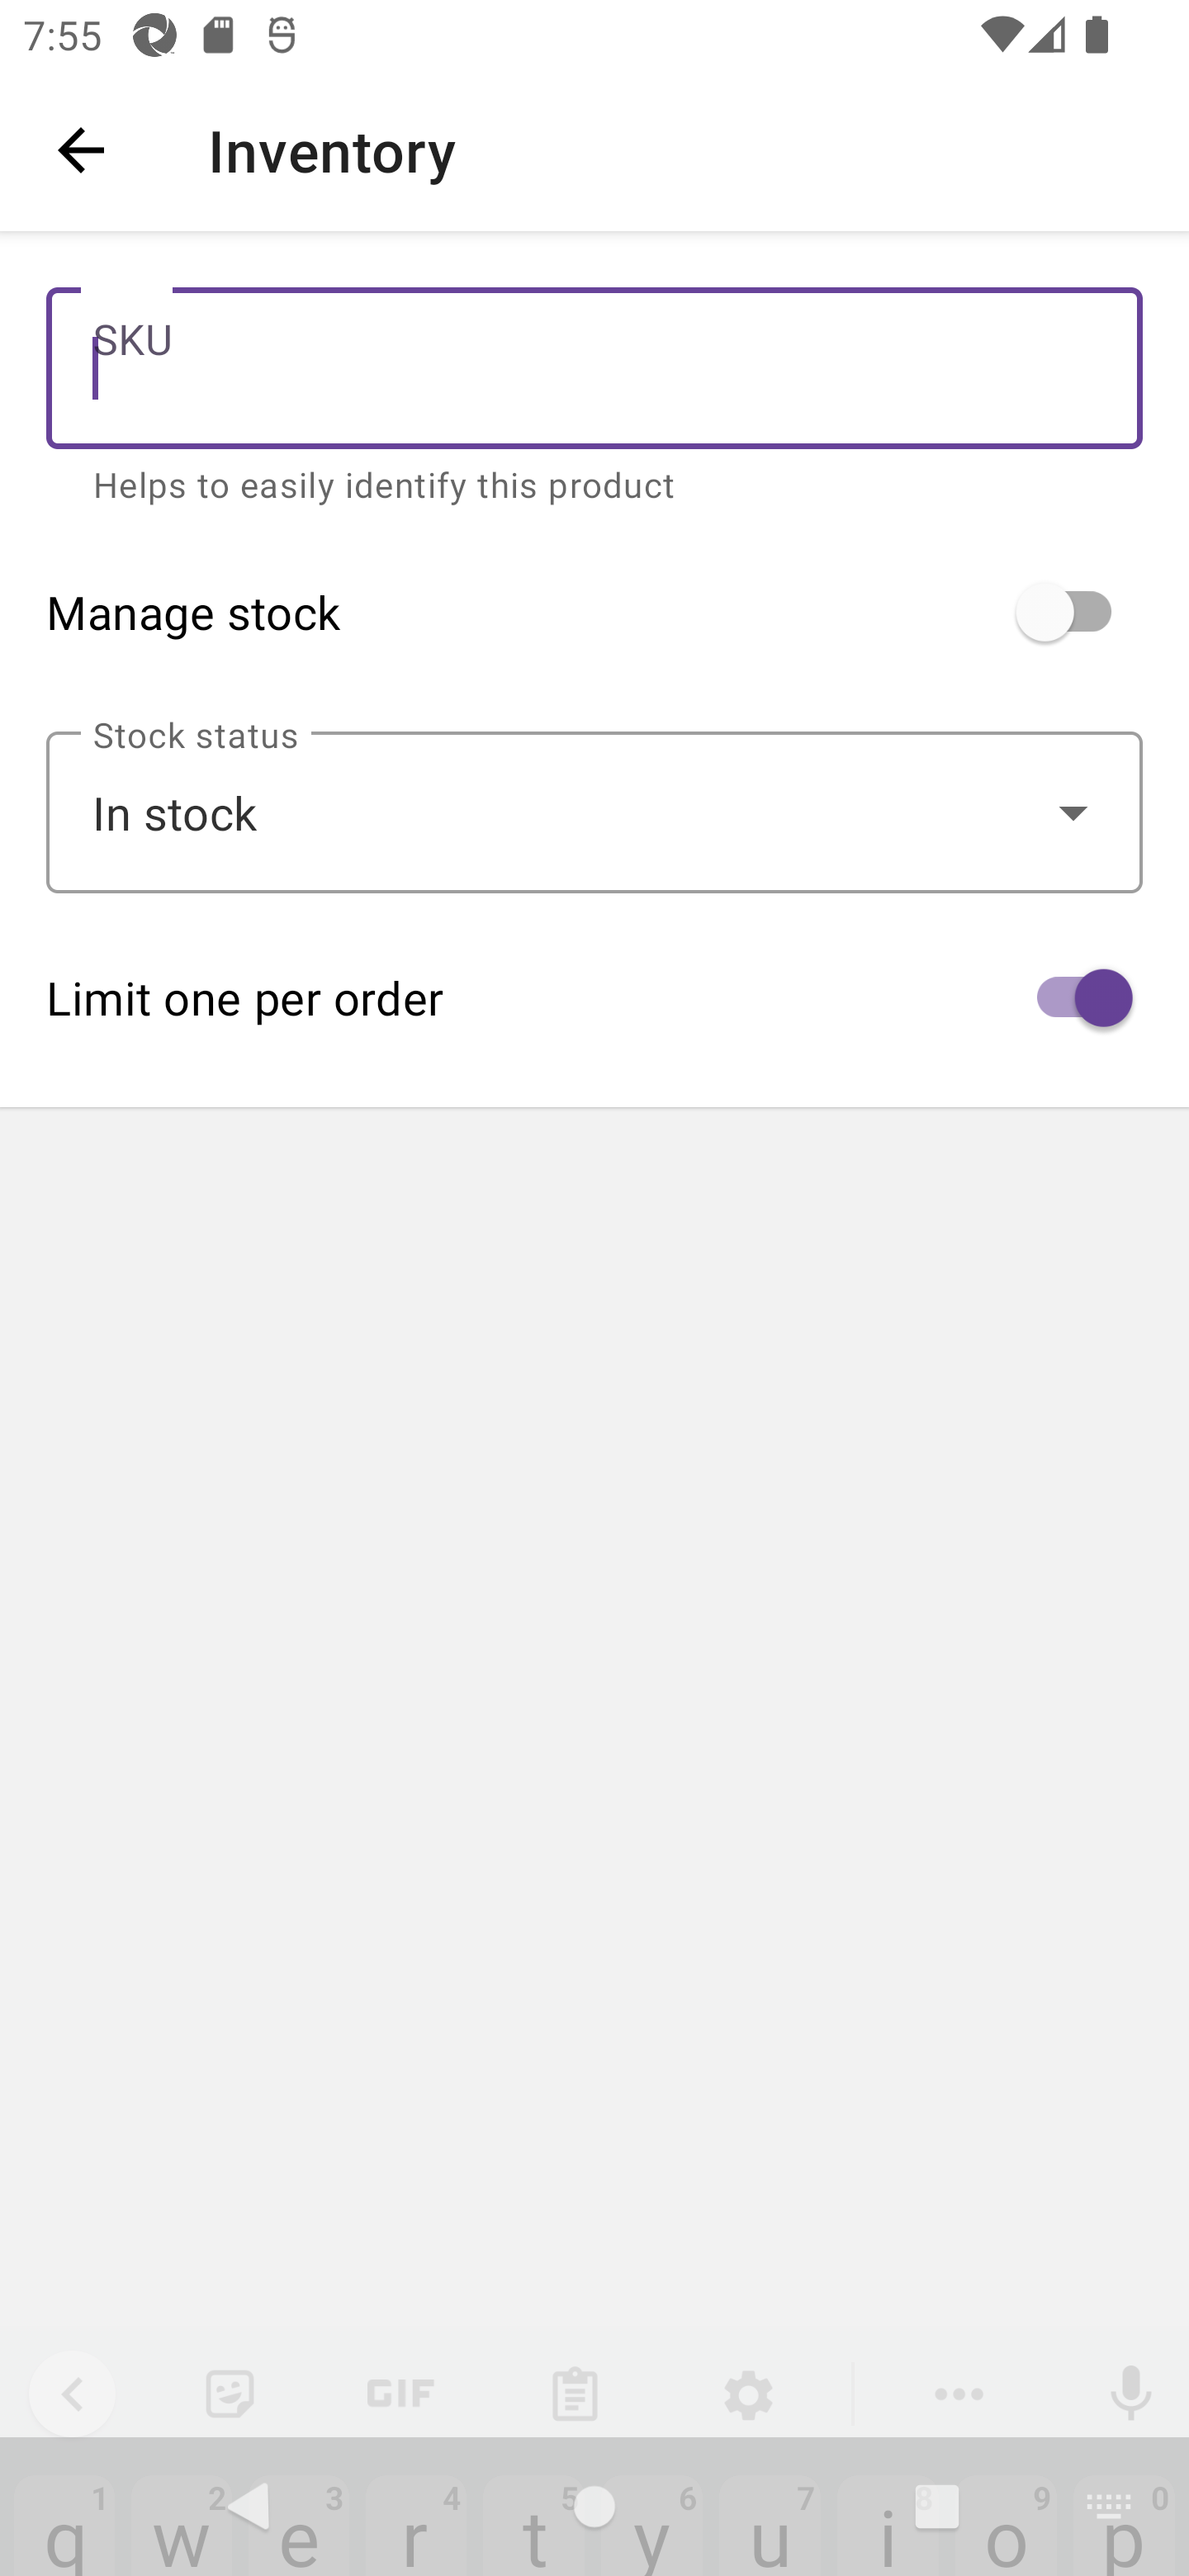 7:55
Inventory
SKU
Helps to easily identify this product
Manage stock
Stock status
In stock
Limit one per order
GIF
1 2 3 4 5 6 7 8 9 0
q w e r t y u i o p